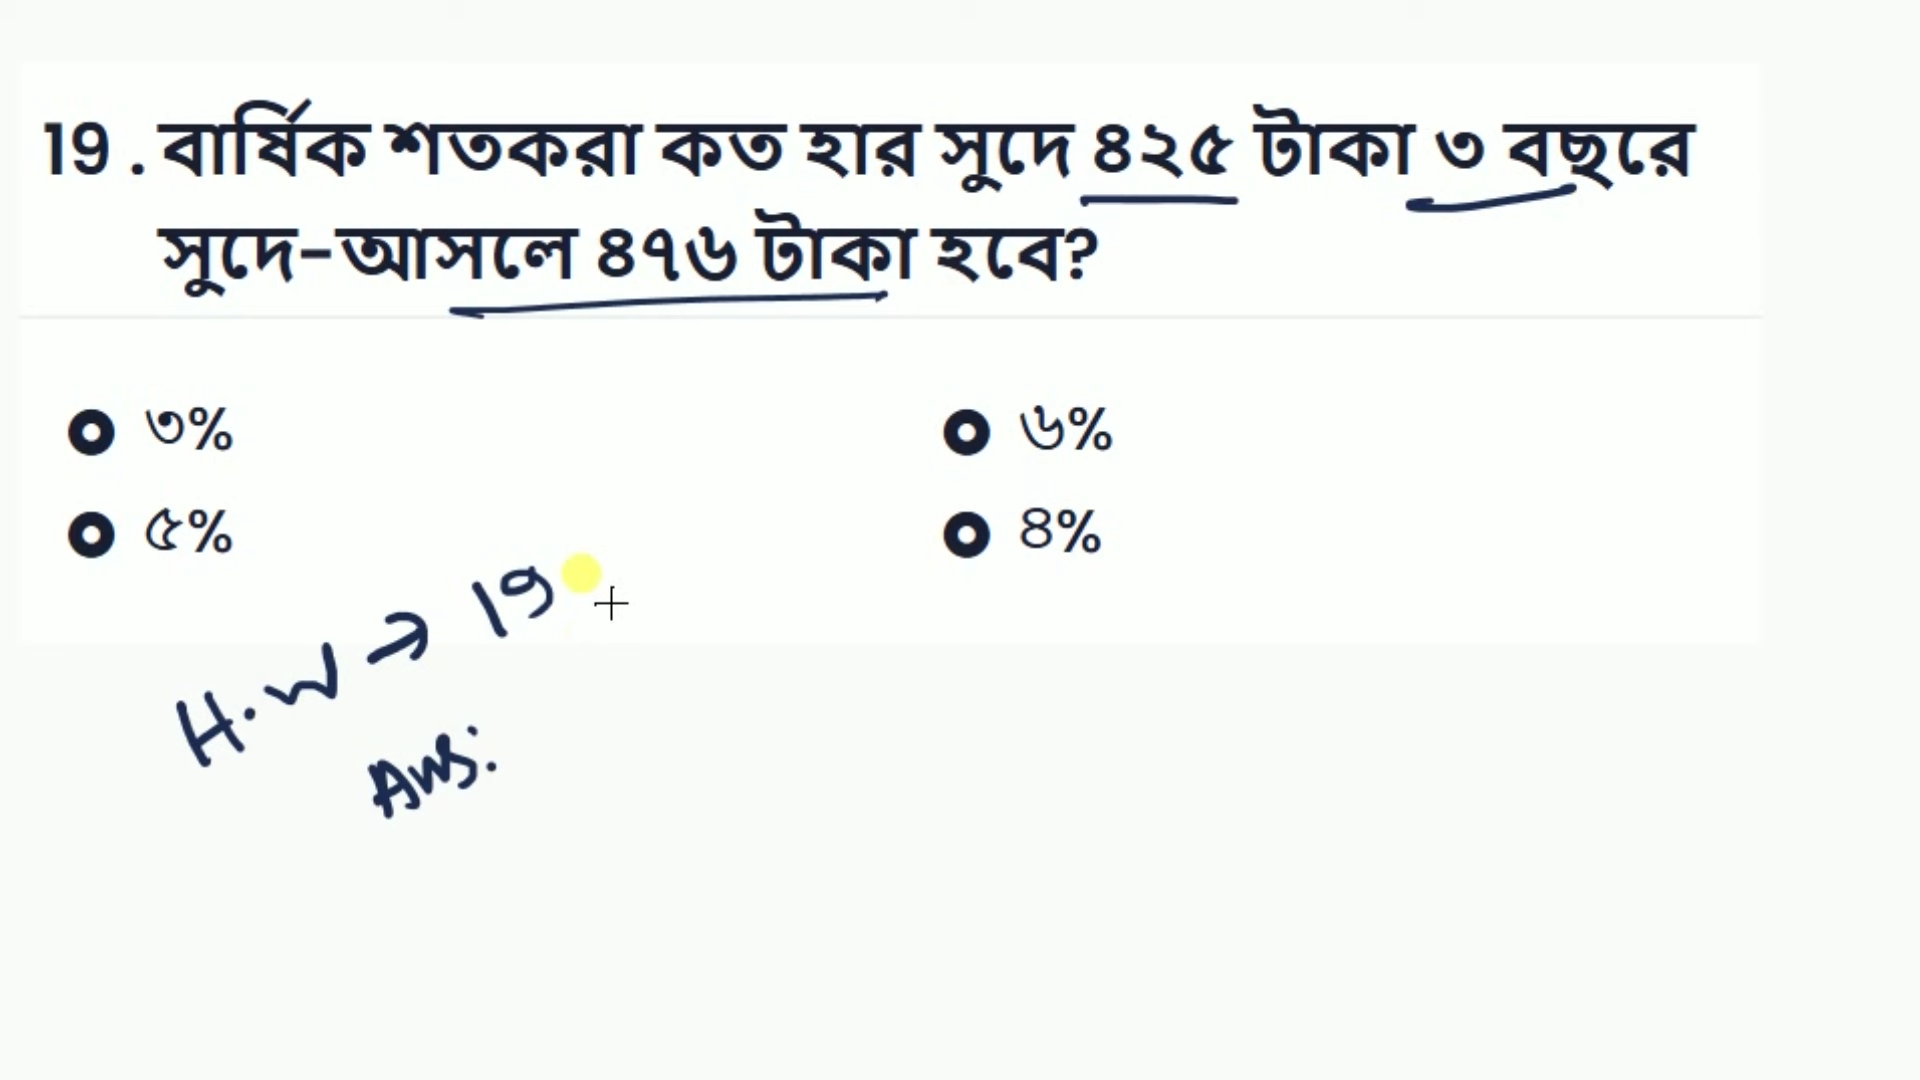 19 . বার্ষিক শতকরা কত হার সুদে ৪২৫ টাকা ৩ বছরে
সুদে-আসলে ৪৭৬ টাকা হবে?
৩%
৬%
৫%
৪%
H.W → 19
Ans: